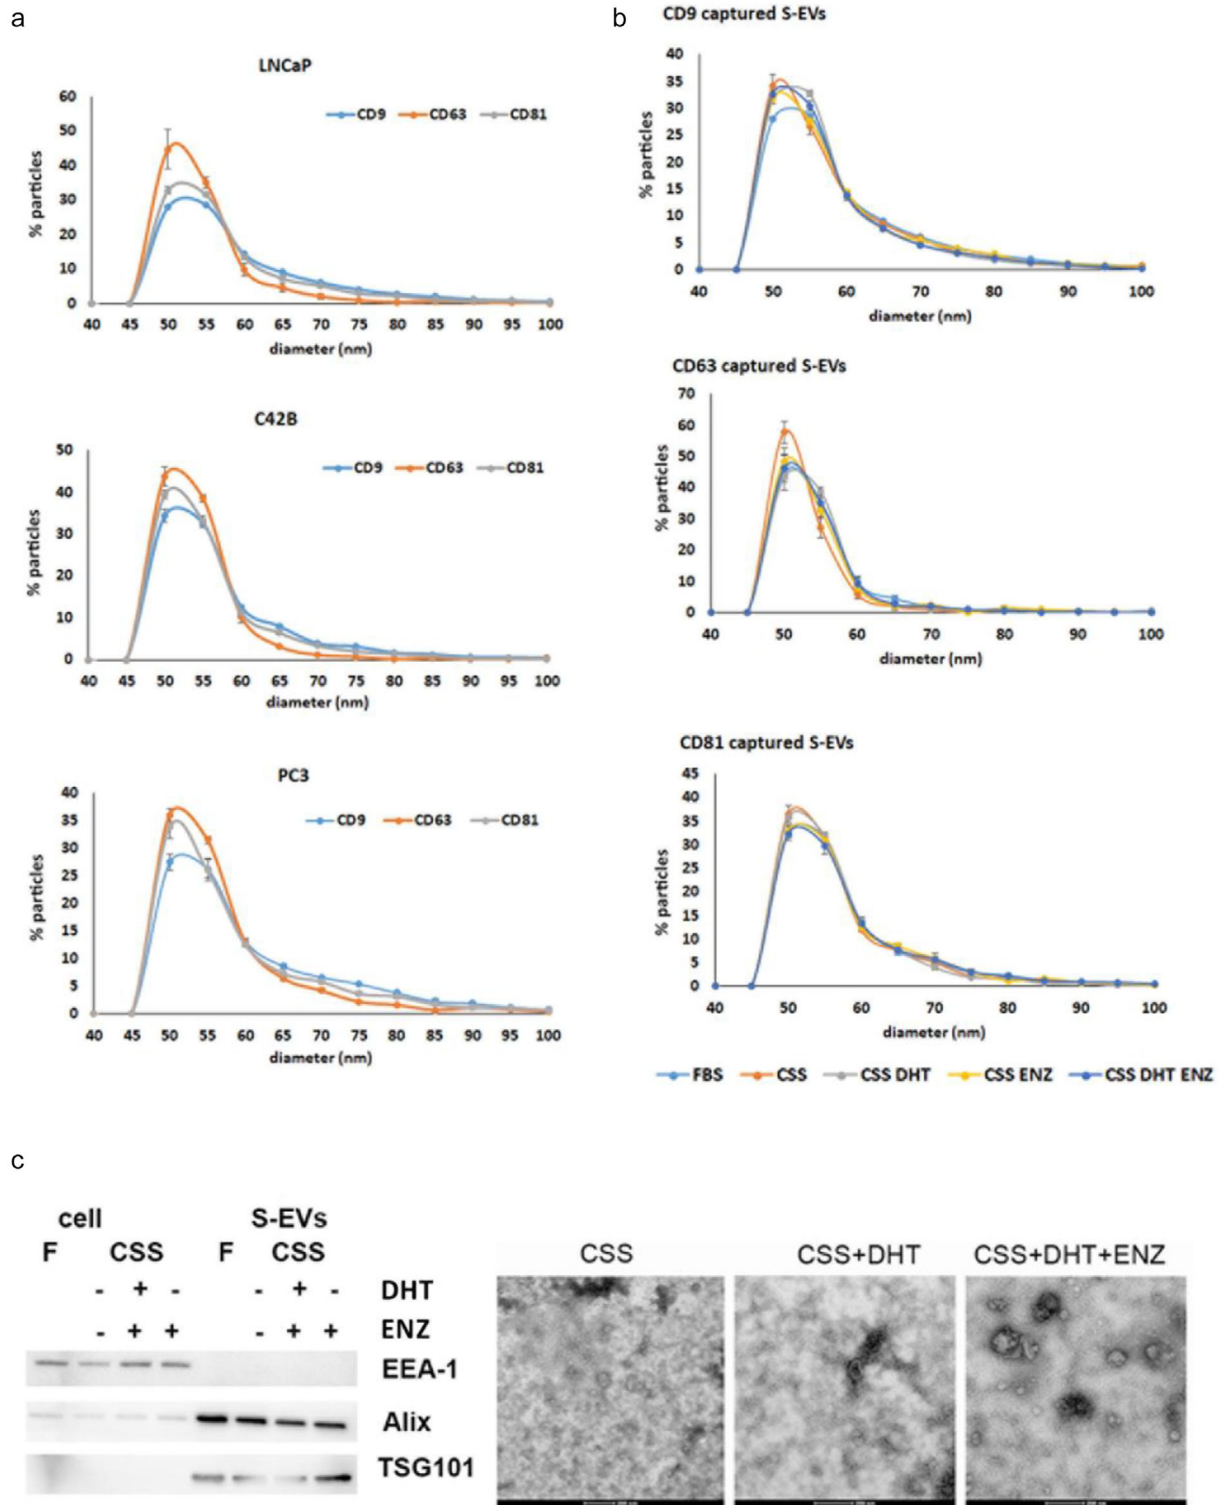 a
LNCaP
CD9 CD63 CD81
60
50
40
30
20
10
0
% particles
40 45 50 55 60 65 70 75 80 85 90 95 100
diameter (nm)
C42B
CD9 CD63 CD81
50
40
30
20
10
0
% particles
40 45 50 55 60 65 70 75 80 85 90 95 100
diameter (nm)
PC3
CD9 CD63 CD81
40
35
30
25
20
15
10
5
0
% particles
40 45 50 55 60 65 70 75 80 85 90 95 100
diameter (nm)
b
CD9 captured S-EVs
40
35
30
25
20
15
10
5
0
% particles
40 50 60 70 80 90 100
diameter (nm)
CD63 captured S-EVs
70
60
50
40
30
20
10
0
% particles
40 50 60 70 80 90 100
diameter (nm)
CD81 captured S-EVs
45
40
35
30
25
20
15
10
5
0
% particles
40 50 60 70 80 90 100
diameter (nm)
FBS CSS CSS DHT CSS ENZ CSS DHT ENZ
c
cell S-EVs
F CSS F CSS
- + - - + - DHT
- + + - + + ENZ
EEA-1
Alix
TSG101
CSS CSS+DHT CSS+DHT+ENZ